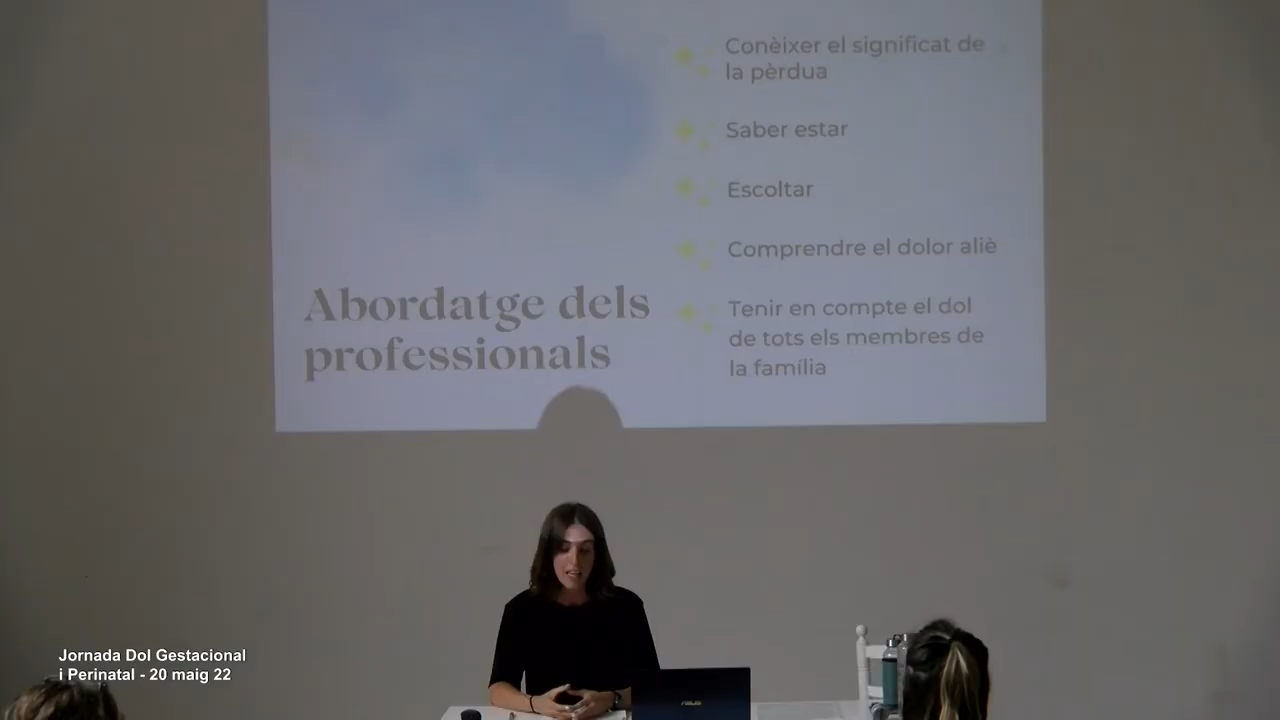 Conèixer el significat de
la pèrdua
Saber estar
Escoltar
Comprendre el dolor aliè
Tenir en compte el dol
de tots els membres de
la família
Abordatge dels
professionals
Jornada Dol Gestacional
i Perinatal - 20 maig 22
ASUS